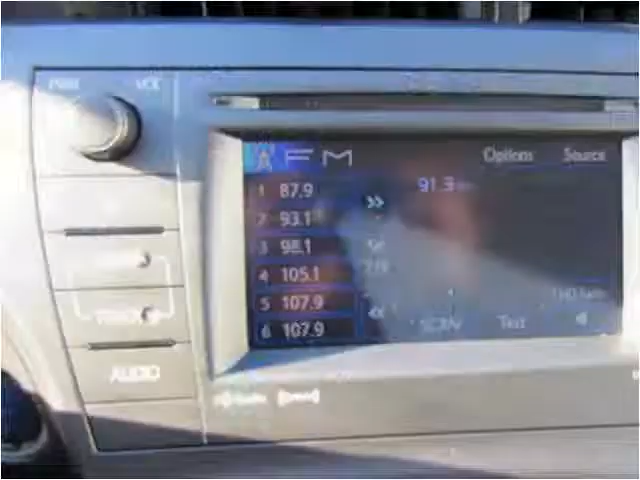 PWR VOL
FM Options Source
1 87.9 91.3
2 93.1
3 98.1
4 105.1
5 107.9
6 107.9 SCAN Text
TRACK
AUDIO